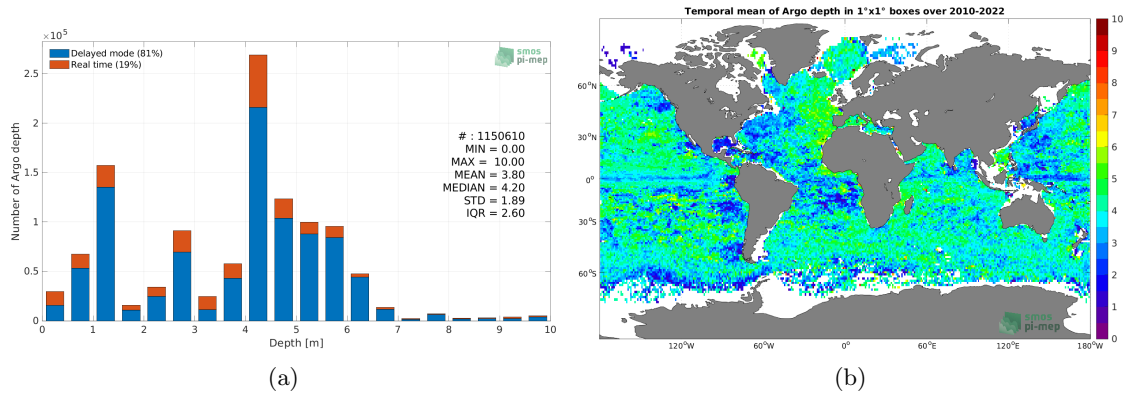 ×10⁵
Delayed mode (81%)
Real time (19%)
smos
pi-mep
2.5
2
1.5
1
0.5
0
Number of Argo depth
# : 1150610
MIN = 0.00
MAX = 10.00
MEAN = 3.80
MEDIAN = 4.20
STD = 1.89
IQR = 2.60
0 1 2 3 4 5 6 7 8 9 10
Depth [m]
(a)
Temporal mean of Argo depth in 1°x1° boxes over 2010-2022
60°N
30°N
0°
30°S
60°S
120°W 60°W 0° 60°E 120°E 180°W
smos
pi-mep
10
9
8
7
6
5
4
3
2
1
0
(b)